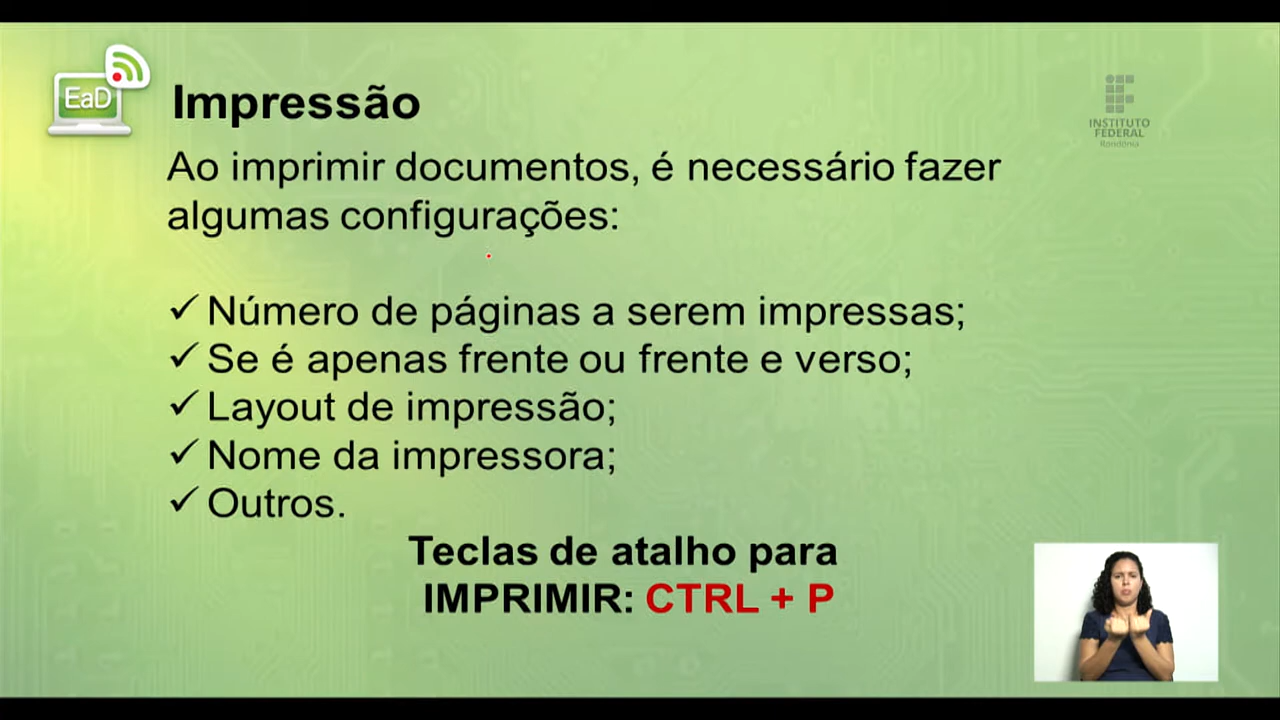 EaD
Impressão
INSTITUTO
FEDERAL
Rondônia
Ao imprimir documentos, é necessário fazer
algumas configurações:
✓ Número de páginas a serem impressas;
✓ Se é apenas frente ou frente e verso;
✓ Layout de impressão;
✓ Nome da impressora;
✓ Outros.
Teclas de atalho para
IMPRIMIR: CTRL + P